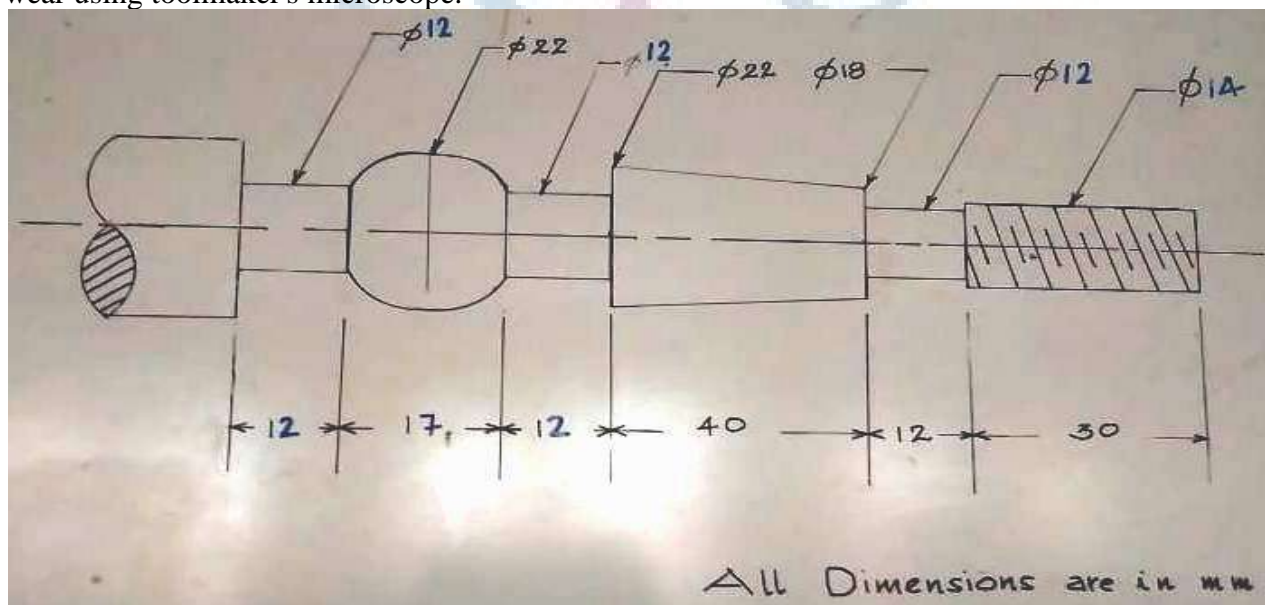 wear using toolmaker's microscope.
φ12
φ22
φ12
φ22
φ18
φ12
φ14
12
17
12
40
12
30
All Dimensions are in mm